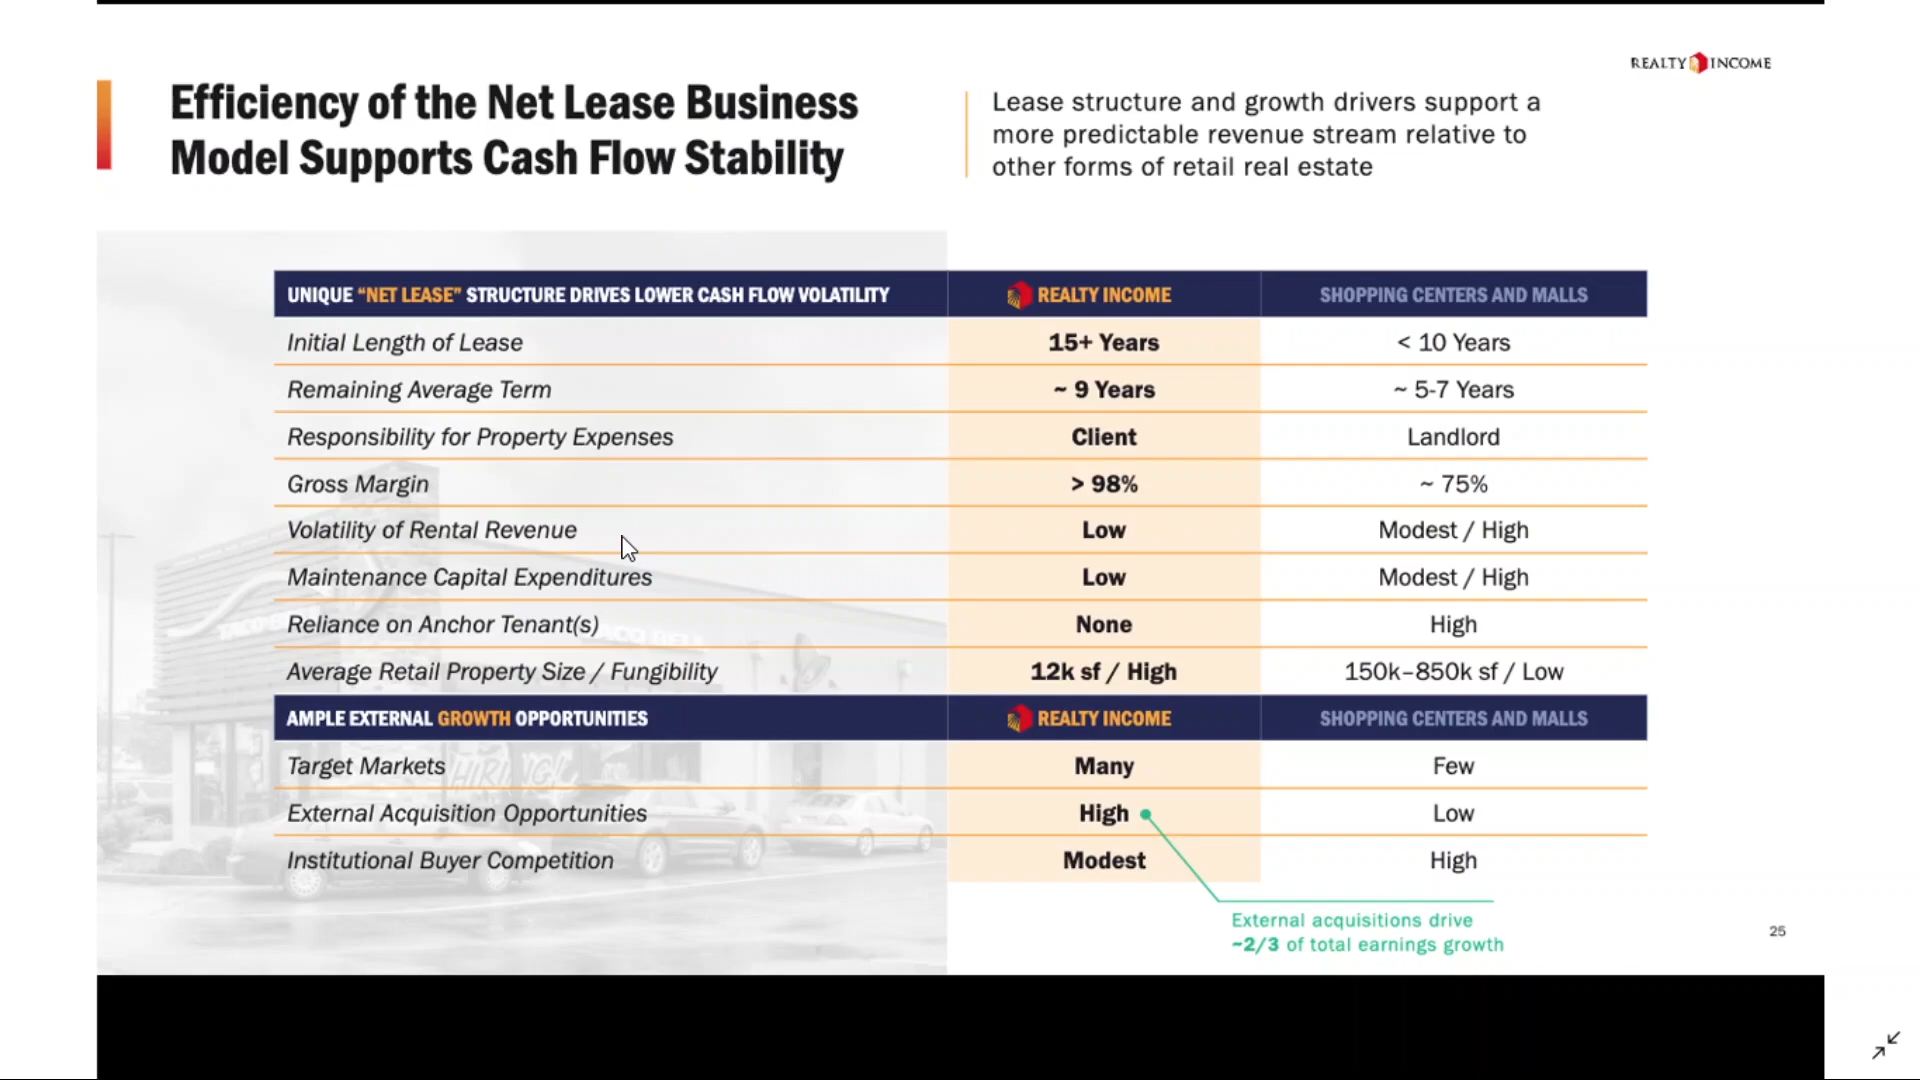 REALTY INCOME
Efficiency of the Net Lease Business
Model Supports Cash Flow Stability
Lease structure and growth drivers support a
more predictable revenue stream relative to
other forms of retail real estate
UNIQUE “NET LEASE” STRUCTURE DRIVES LOWER CASH FLOW VOLATILITY REALTY INCOME SHOPPING CENTERS AND MALLS
Initial Length of Lease 15+ Years < 10 Years
Remaining Average Term ~ 9 Years ~ 5-7 Years
Responsibility for Property Expenses Client Landlord
Gross Margin > 98% ~ 75%
Volatility of Rental Revenue Low Modest / High
Maintenance Capital Expenditures Low Modest / High
Reliance on Anchor Tenant(s) None High
Average Retail Property Size / Fungibility 12k sf / High 150k–850k sf / Low
AMPLE EXTERNAL GROWTH OPPORTUNITIES REALTY INCOME SHOPPING CENTERS AND MALLS
Target Markets Many Few
HIRING!
External Acquisition Opportunities High Low
Institutional Buyer Competition Modest High
External acquisitions drive
~2/3 of total earnings growth
25